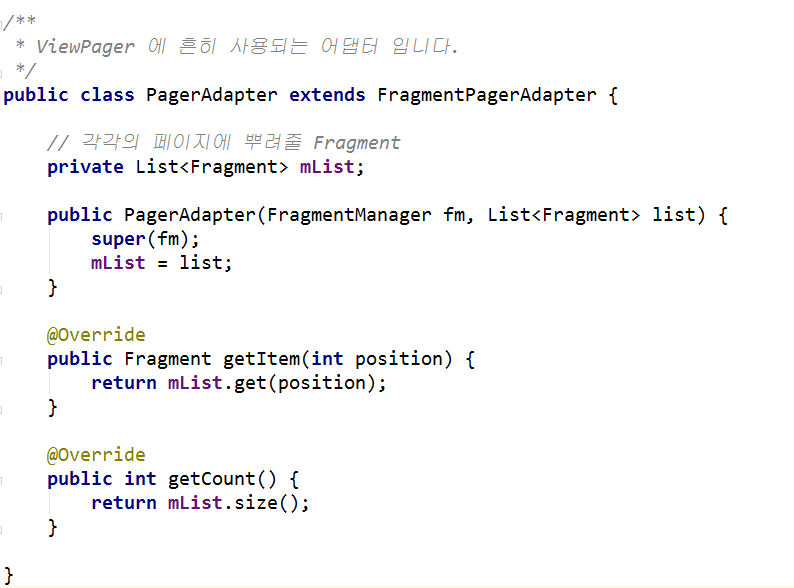 /**
 * ViewPager 에 흔히 사용되는 어댑터 입니다.
 */
public class PagerAdapter extends FragmentPagerAdapter {
    // 각각의 페이지에 뿌려줄 Fragment
    private List<Fragment> mList;
    public PagerAdapter(FragmentManager fm, List<Fragment> list) {
        super(fm);
        mList = list;
    }
    @Override
    public Fragment getItem(int position) {
        return mList.get(position);
    }
    @Override
    public int getCount() {
        return mList.size();
    }
}